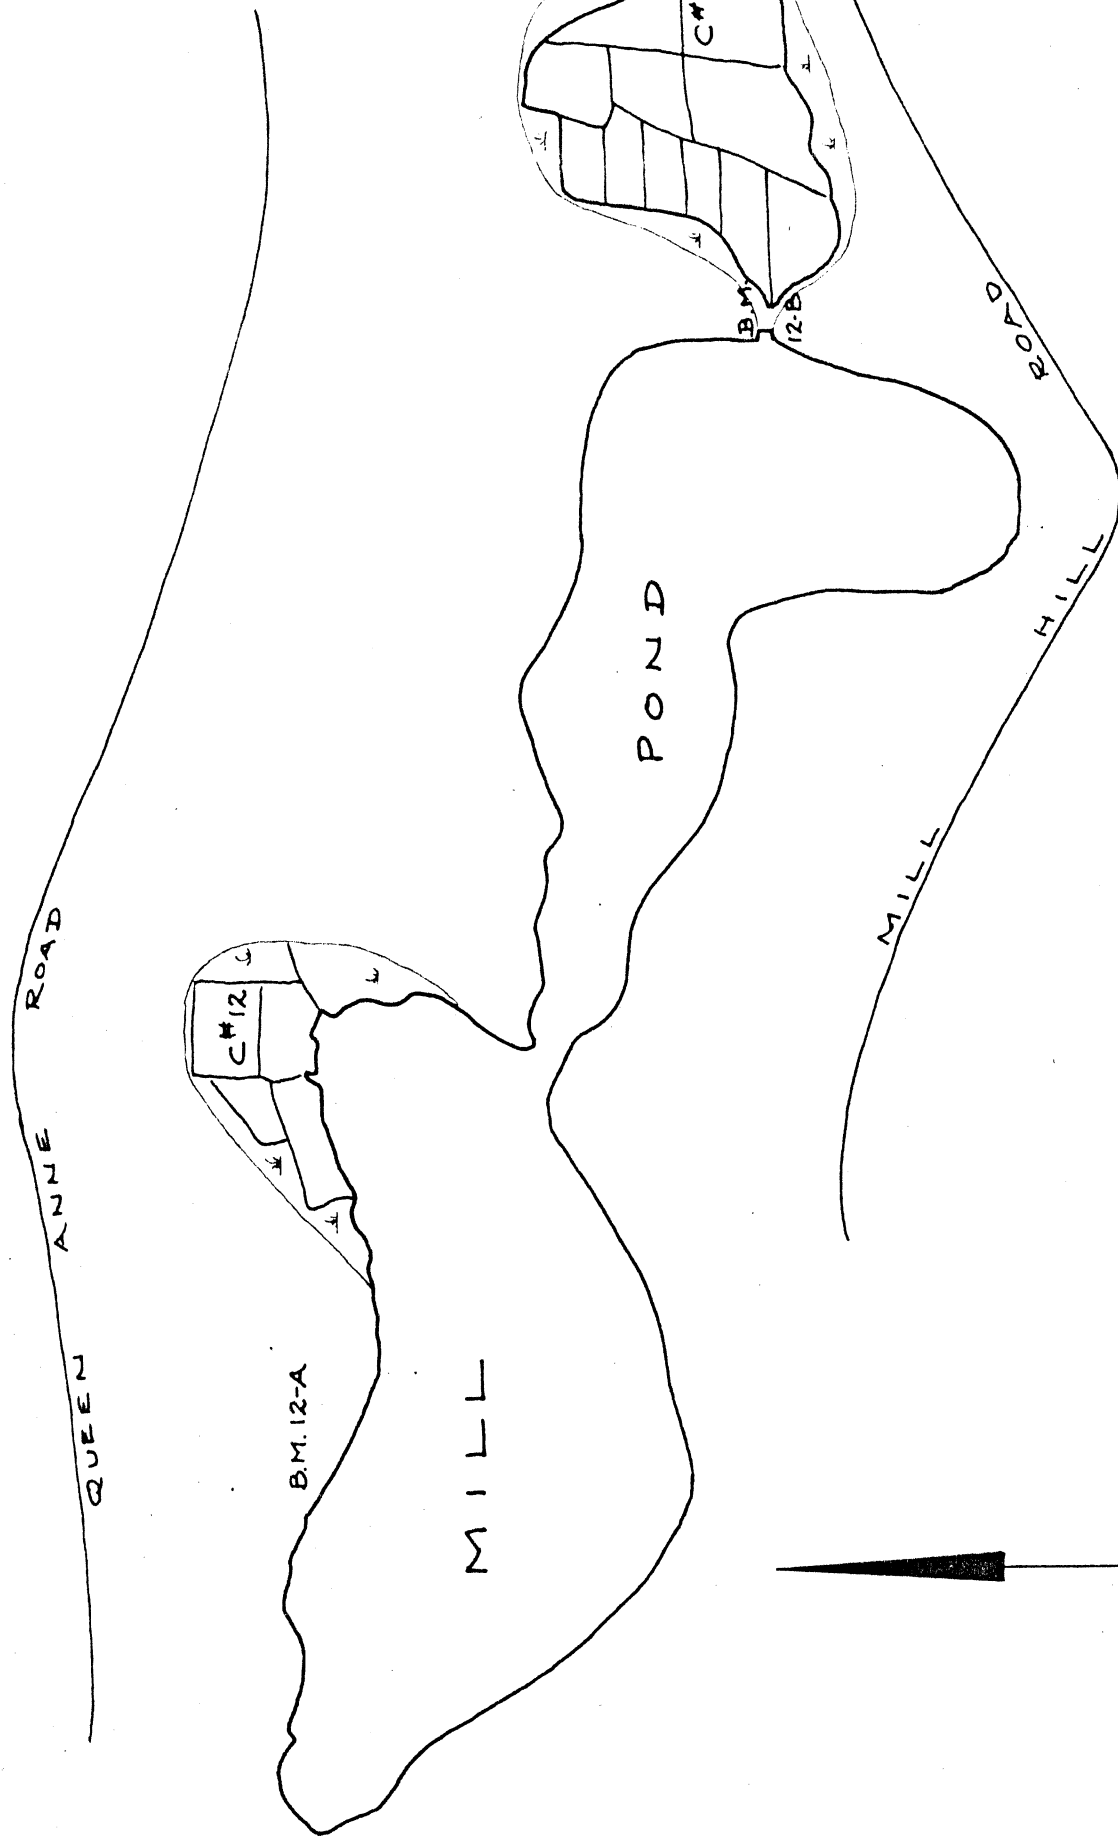 QUEEN ANNE ROAD
C#12
B.M. 12-A
MILL POND
B.M.
12-B
C#
MILL HILL ROAD